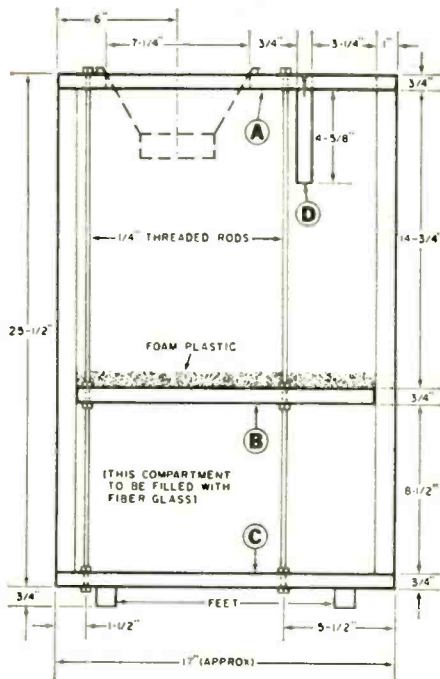 6"
7-1/4"
3/4"
3-1/4"
1"
3/4"
A
4-5/8"
D
1/4" THREADED RODS
14-3/4"
25-1/2"
FOAM PLASTIC
3/4"
B
8-1/2"
(THIS COMPARTMENT
TO BE FILLED WITH
FIBER GLASS)
C
3/4"
3/4"
FEET
1-1/2"
5-1/2"
17" (APPROX)